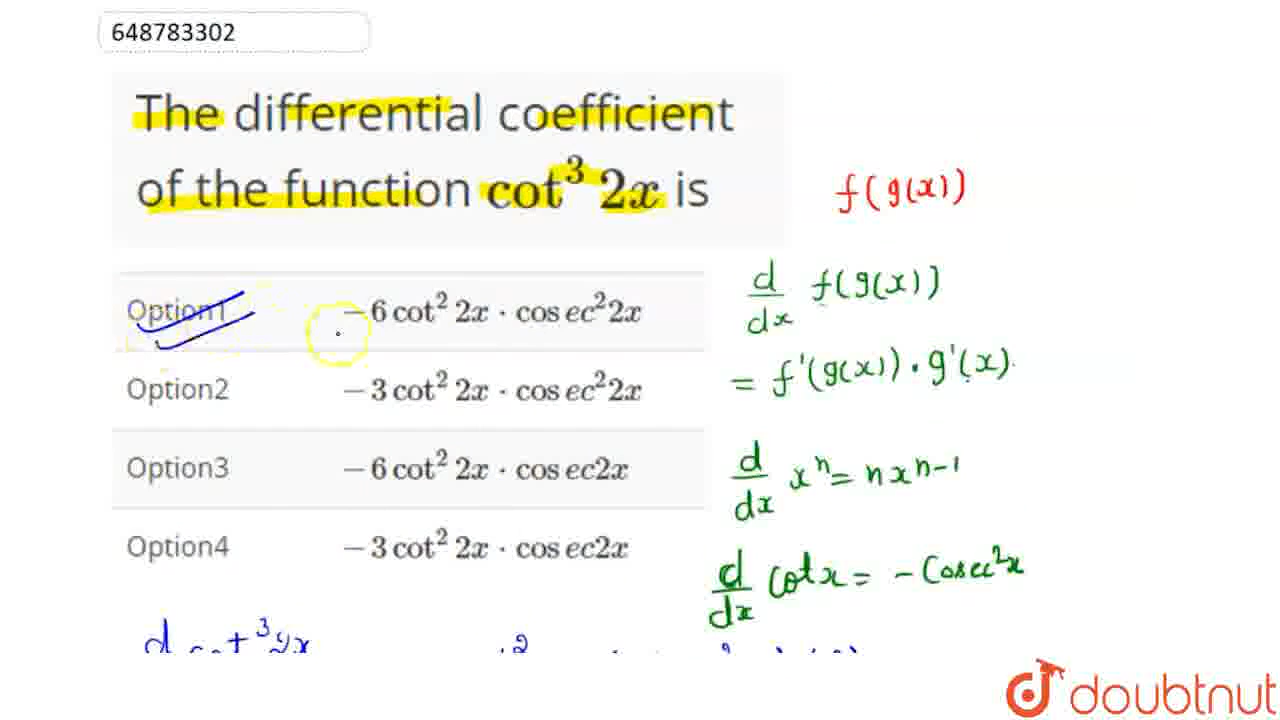 648783302
The differential coefficient
of the function cot³ 2x is
f(g(x))
Option1 −6 cot² 2x · cos ec²2x
d/dx f(g(x))
= f'(g(x)) · g'(x)
Option2 −3 cot² 2x · cos ec²2x
Option3 −6 cot² 2x · cos ec2x
d/dx xⁿ = n xⁿ⁻¹
Option4 −3 cot² 2x · cos ec2x
d/dx cot x = − Cosec²x
d cot³ 2x
doubtnut